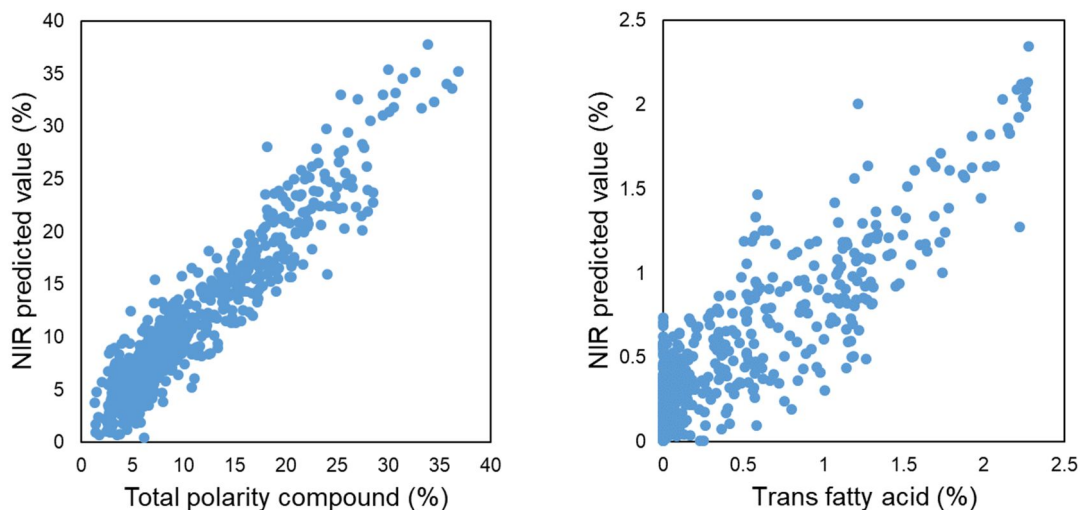 NIR predicted value (%)
40
35
30
25
20
15
10
5
0
0 5 10 15 20 25 30 35 40
Total polarity compound (%)
NIR predicted value (%)
2.5
2
1.5
1
0.5
0
0 0.5 1 1.5 2 2.5
Trans fatty acid (%)